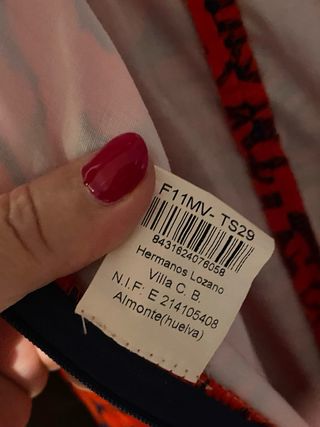 F11MV- TS29
8431624076058
Hermanos Lozano
Villa C. B.
N.I.F: E 214105408
Almonte(huelva)